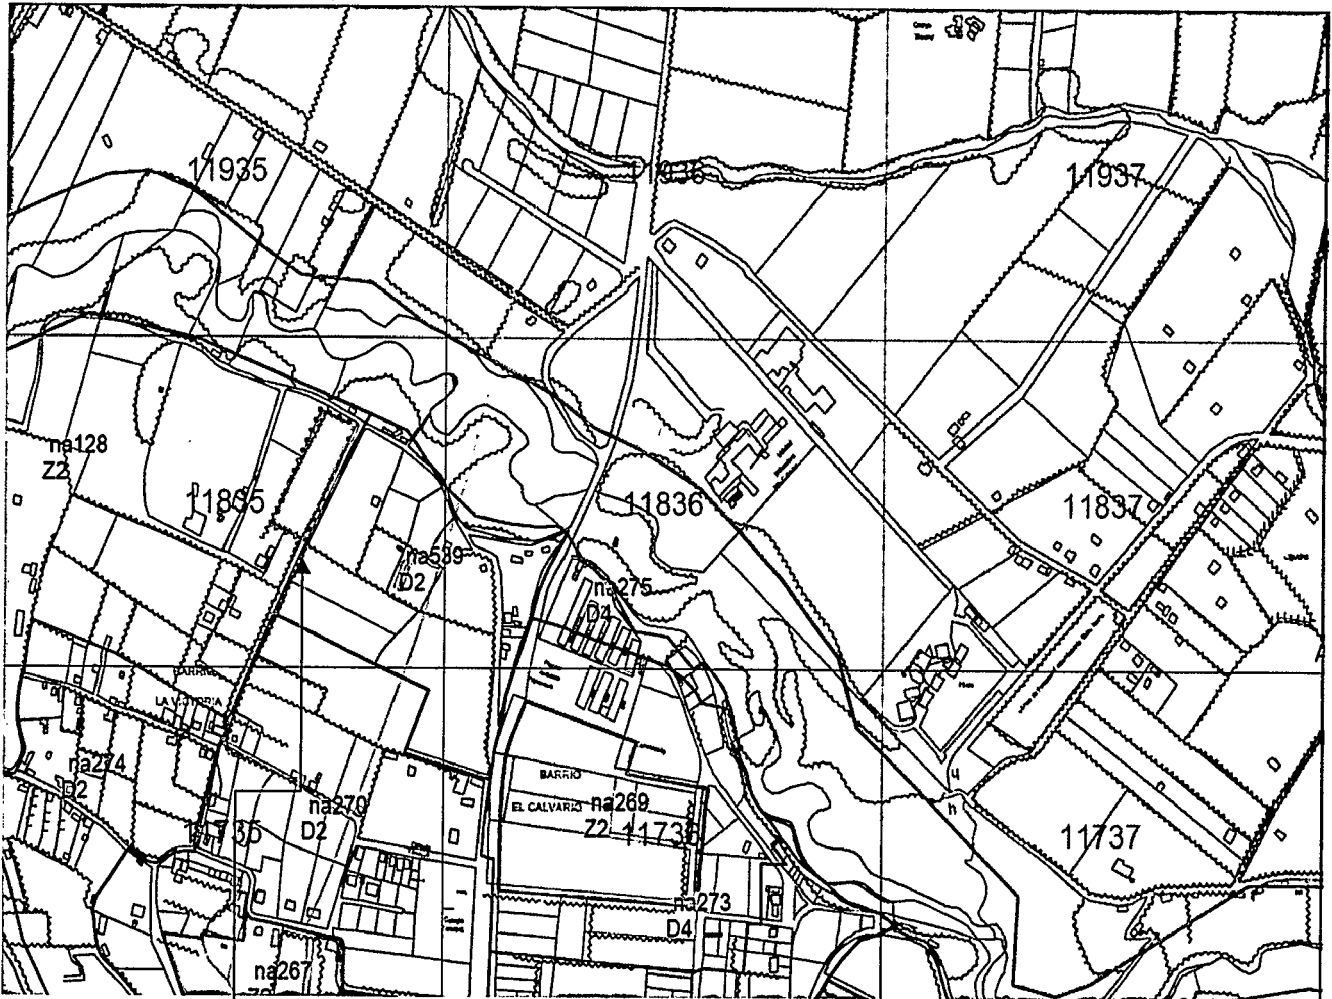 11935
11936
11937
na128
Z2
11835
11836
11837
na539
D2
na275
D4
BARRIO
LA VICTORIA
na274
D2
na270
D2
11735
BARRIO
EL CALVARIO
na269
Z2
11736
11737
na273
D4
na267